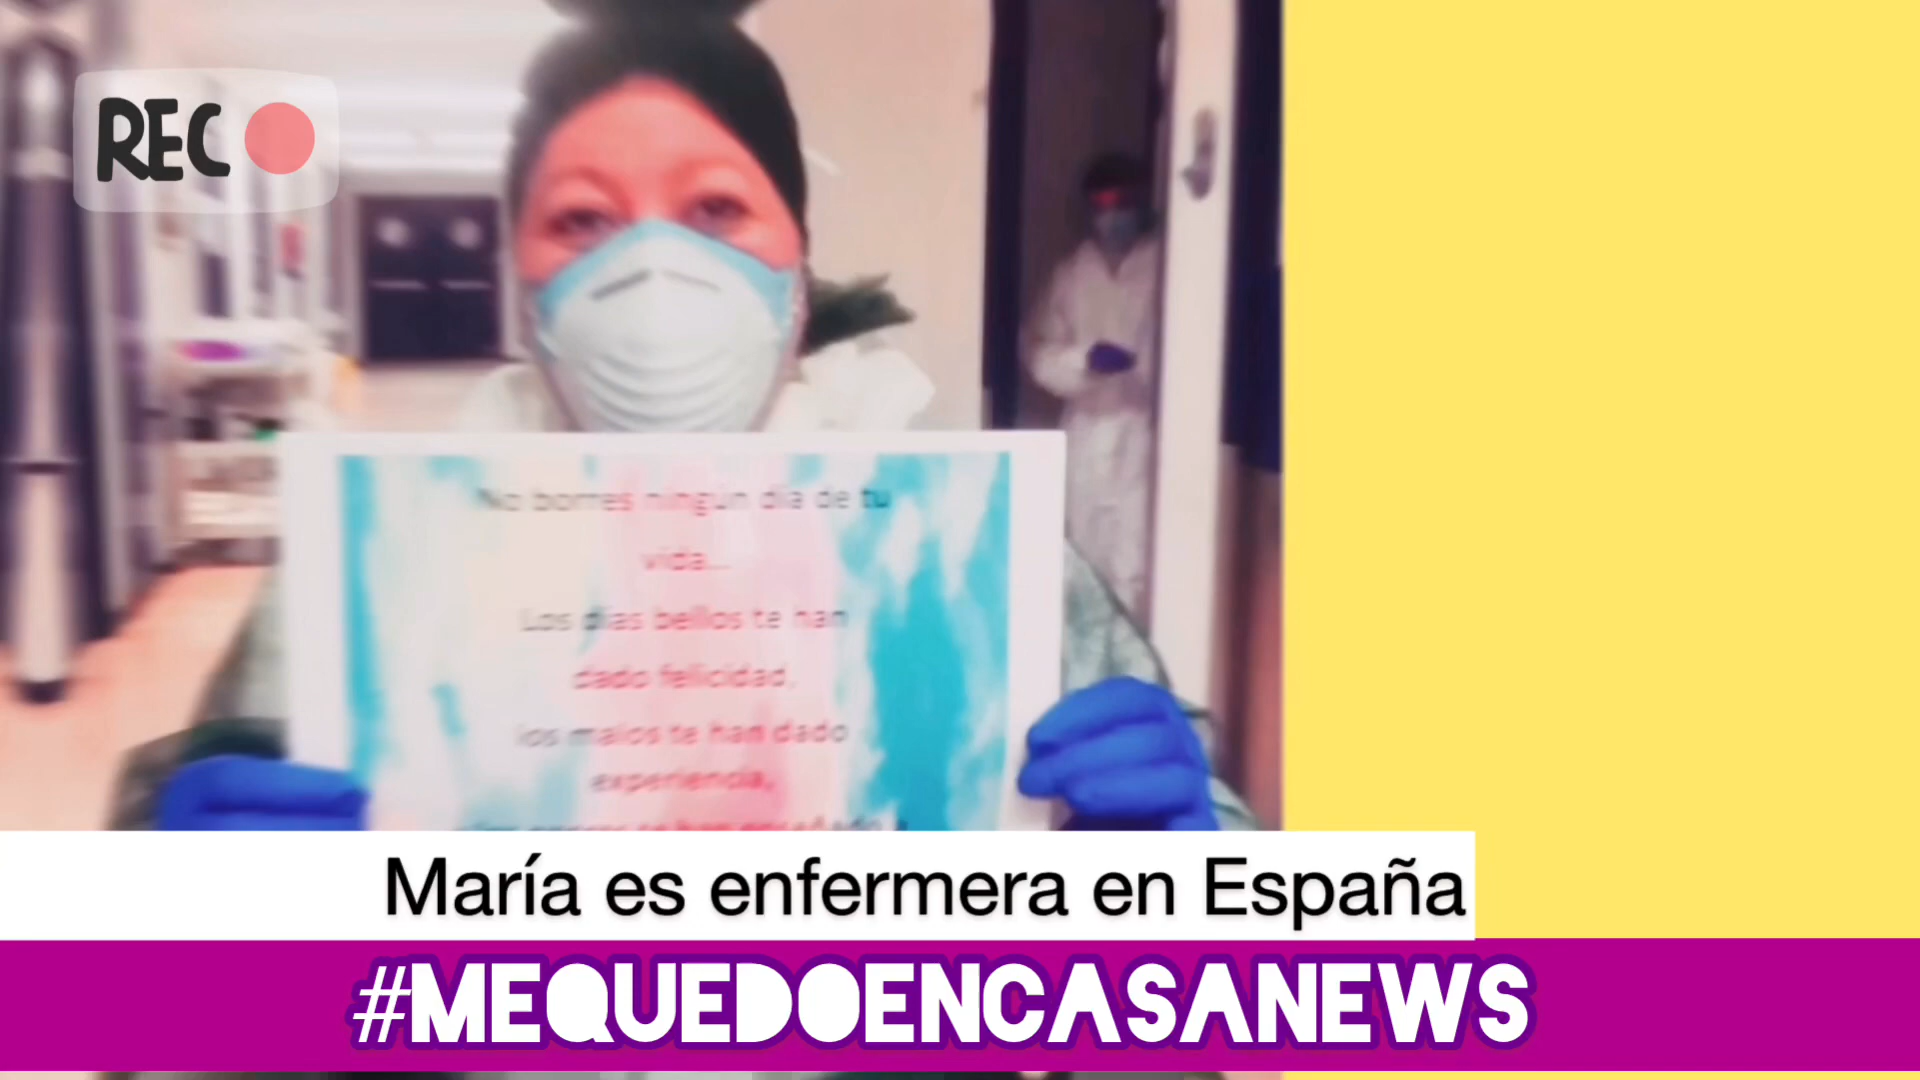 REC
No borres ningún día de tu
vida...
Los días bellos te han
dado felicidad,
los malos te han dado
experiencia,
María es enfermera en España
#MEQUEDOENCASANEWS